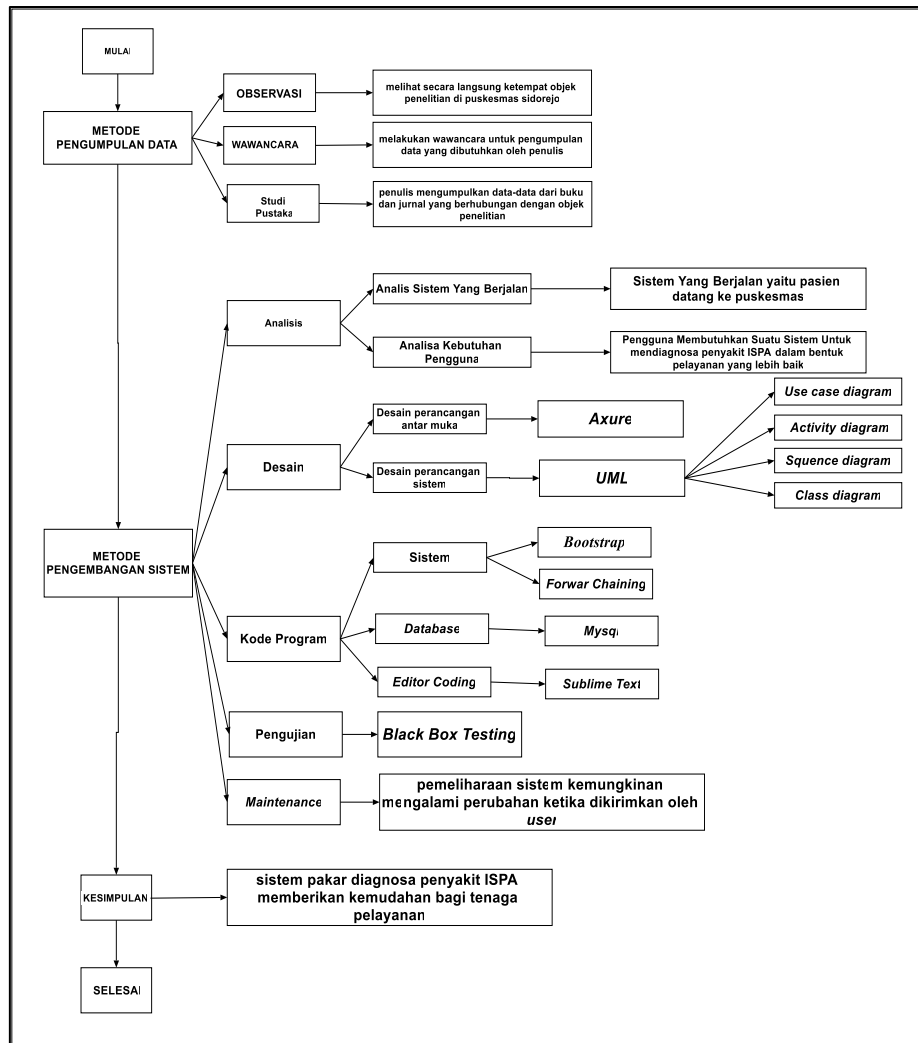 MULAI
METODE
PENGUMPULAN DATA
OBSERVASI
melihat secara langsung ketempat objek
penelitian di puskesmas sidorejo
WAWANCARA
melakukan wawancara untuk pengumpulan
data yang dibutuhkan oleh penulis
Studi
Pustaka
penulis mengumpulkan data-data dari buku
dan jurnal yang berhubungan dengan objek
penelitian
METODE
PENGEMBANGAN SISTEM
Analisis
Analis Sistem Yang Berjalan
Sistem Yang Berjalan yaitu pasien
datang ke puskesmas
Analisa Kebutuhan
Pengguna
Pengguna Membutuhkan Suatu Sistem Untuk
mendiagnosa penyakit ISPA dalam bentuk
pelayanan yang lebih baik
Desain
Desain perancangan
antar muka
Axure
Desain perancangan
sistem
UML
Use case diagram
Activity diagram
Squence diagram
Class diagram
Kode Program
Sistem
Bootstrap
Forwar Chaining
Database
Mysql
Editor Coding
Sublime Text
Pengujian
Black Box Testing
Maintenance
pemeliharaan sistem kemungkinan
mengalami perubahan ketika dikirimkan oleh
user
KESIMPULAN
sistem pakar diagnosa penyakit ISPA
memberikan kemudahan bagi tenaga
pelayanan
SELESAI